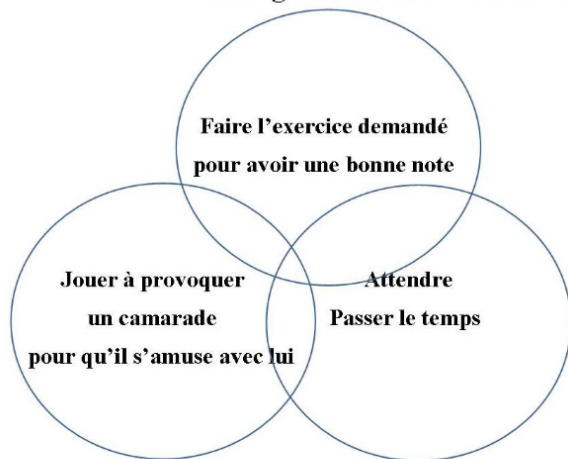 Faire l'exercice demandé
pour avoir une bonne note
Jouer à provoquer
un camarade
pour qu'il s'amuse avec lui
Attendre
Passer le temps